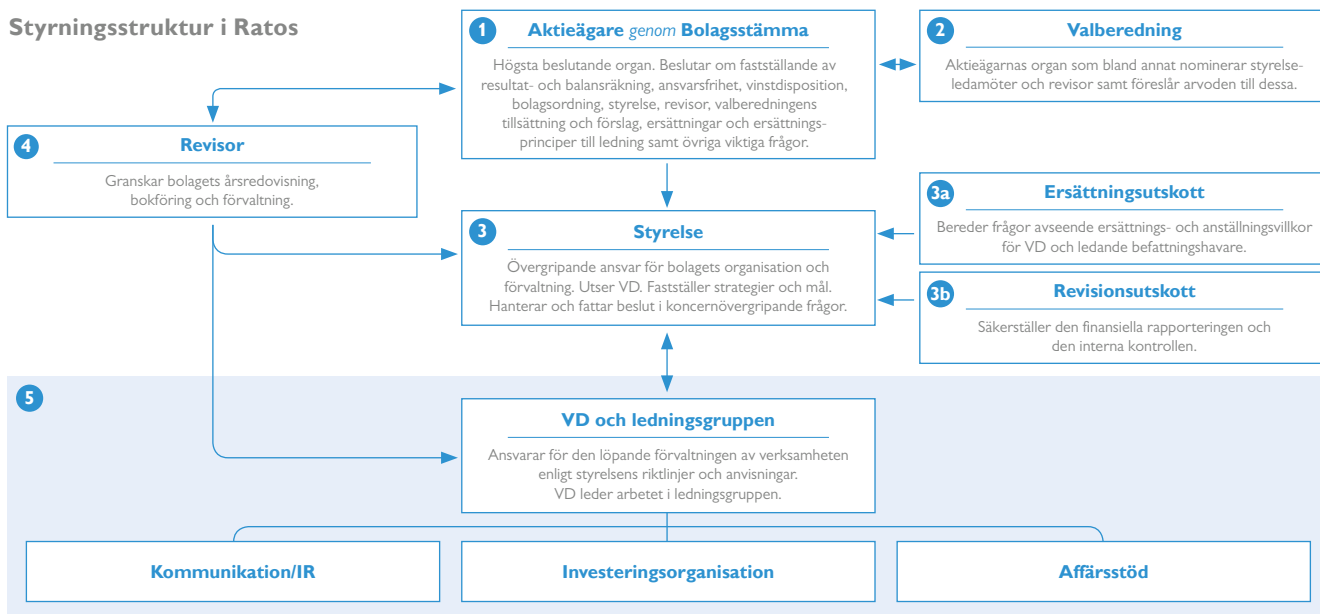 Styrningsstruktur i Ratos
1
Aktieägare genom Bolagsstämma
Högsta beslutande organ. Beslutar om fastställande av
resultat- och balansräkning, ansvarsfrihet, vinstdisposition,
bolagsordning, styrelse, revisor, valberedningens
tillsättning och förslag, ersättningar och ersättnings-
principer till ledning samt övriga viktiga frågor.
2
Valberedning
Aktieägarnas organ som bland annat nominerar styrelse-
ledamöter och revisor samt föreslår arvoden till dessa.
4
Revisor
Granskar bolagets årsredovisning,
bokföring och förvaltning.
3
Styrelse
Övergripande ansvar för bolagets organisation och
förvaltning. Utser VD. Fastställer strategier och mål.
Hanterar och fattar beslut i koncernövergripande frågor.
3a
Ersättningsutskott
Bereder frågor avseende ersättnings- och anställningsvillkor
för VD och ledande befattningshavare.
3b
Revisionsutskott
Säkerställer den finansiella rapporteringen och
den interna kontrollen.
5
VD och ledningsgruppen
Ansvarar för den löpande förvaltningen av verksamheten
enligt styrelsens riktlinjer och anvisningar.
VD leder arbetet i ledningsgruppen.
Kommunikation/IR
Investeringsorganisation
Affärsstöd